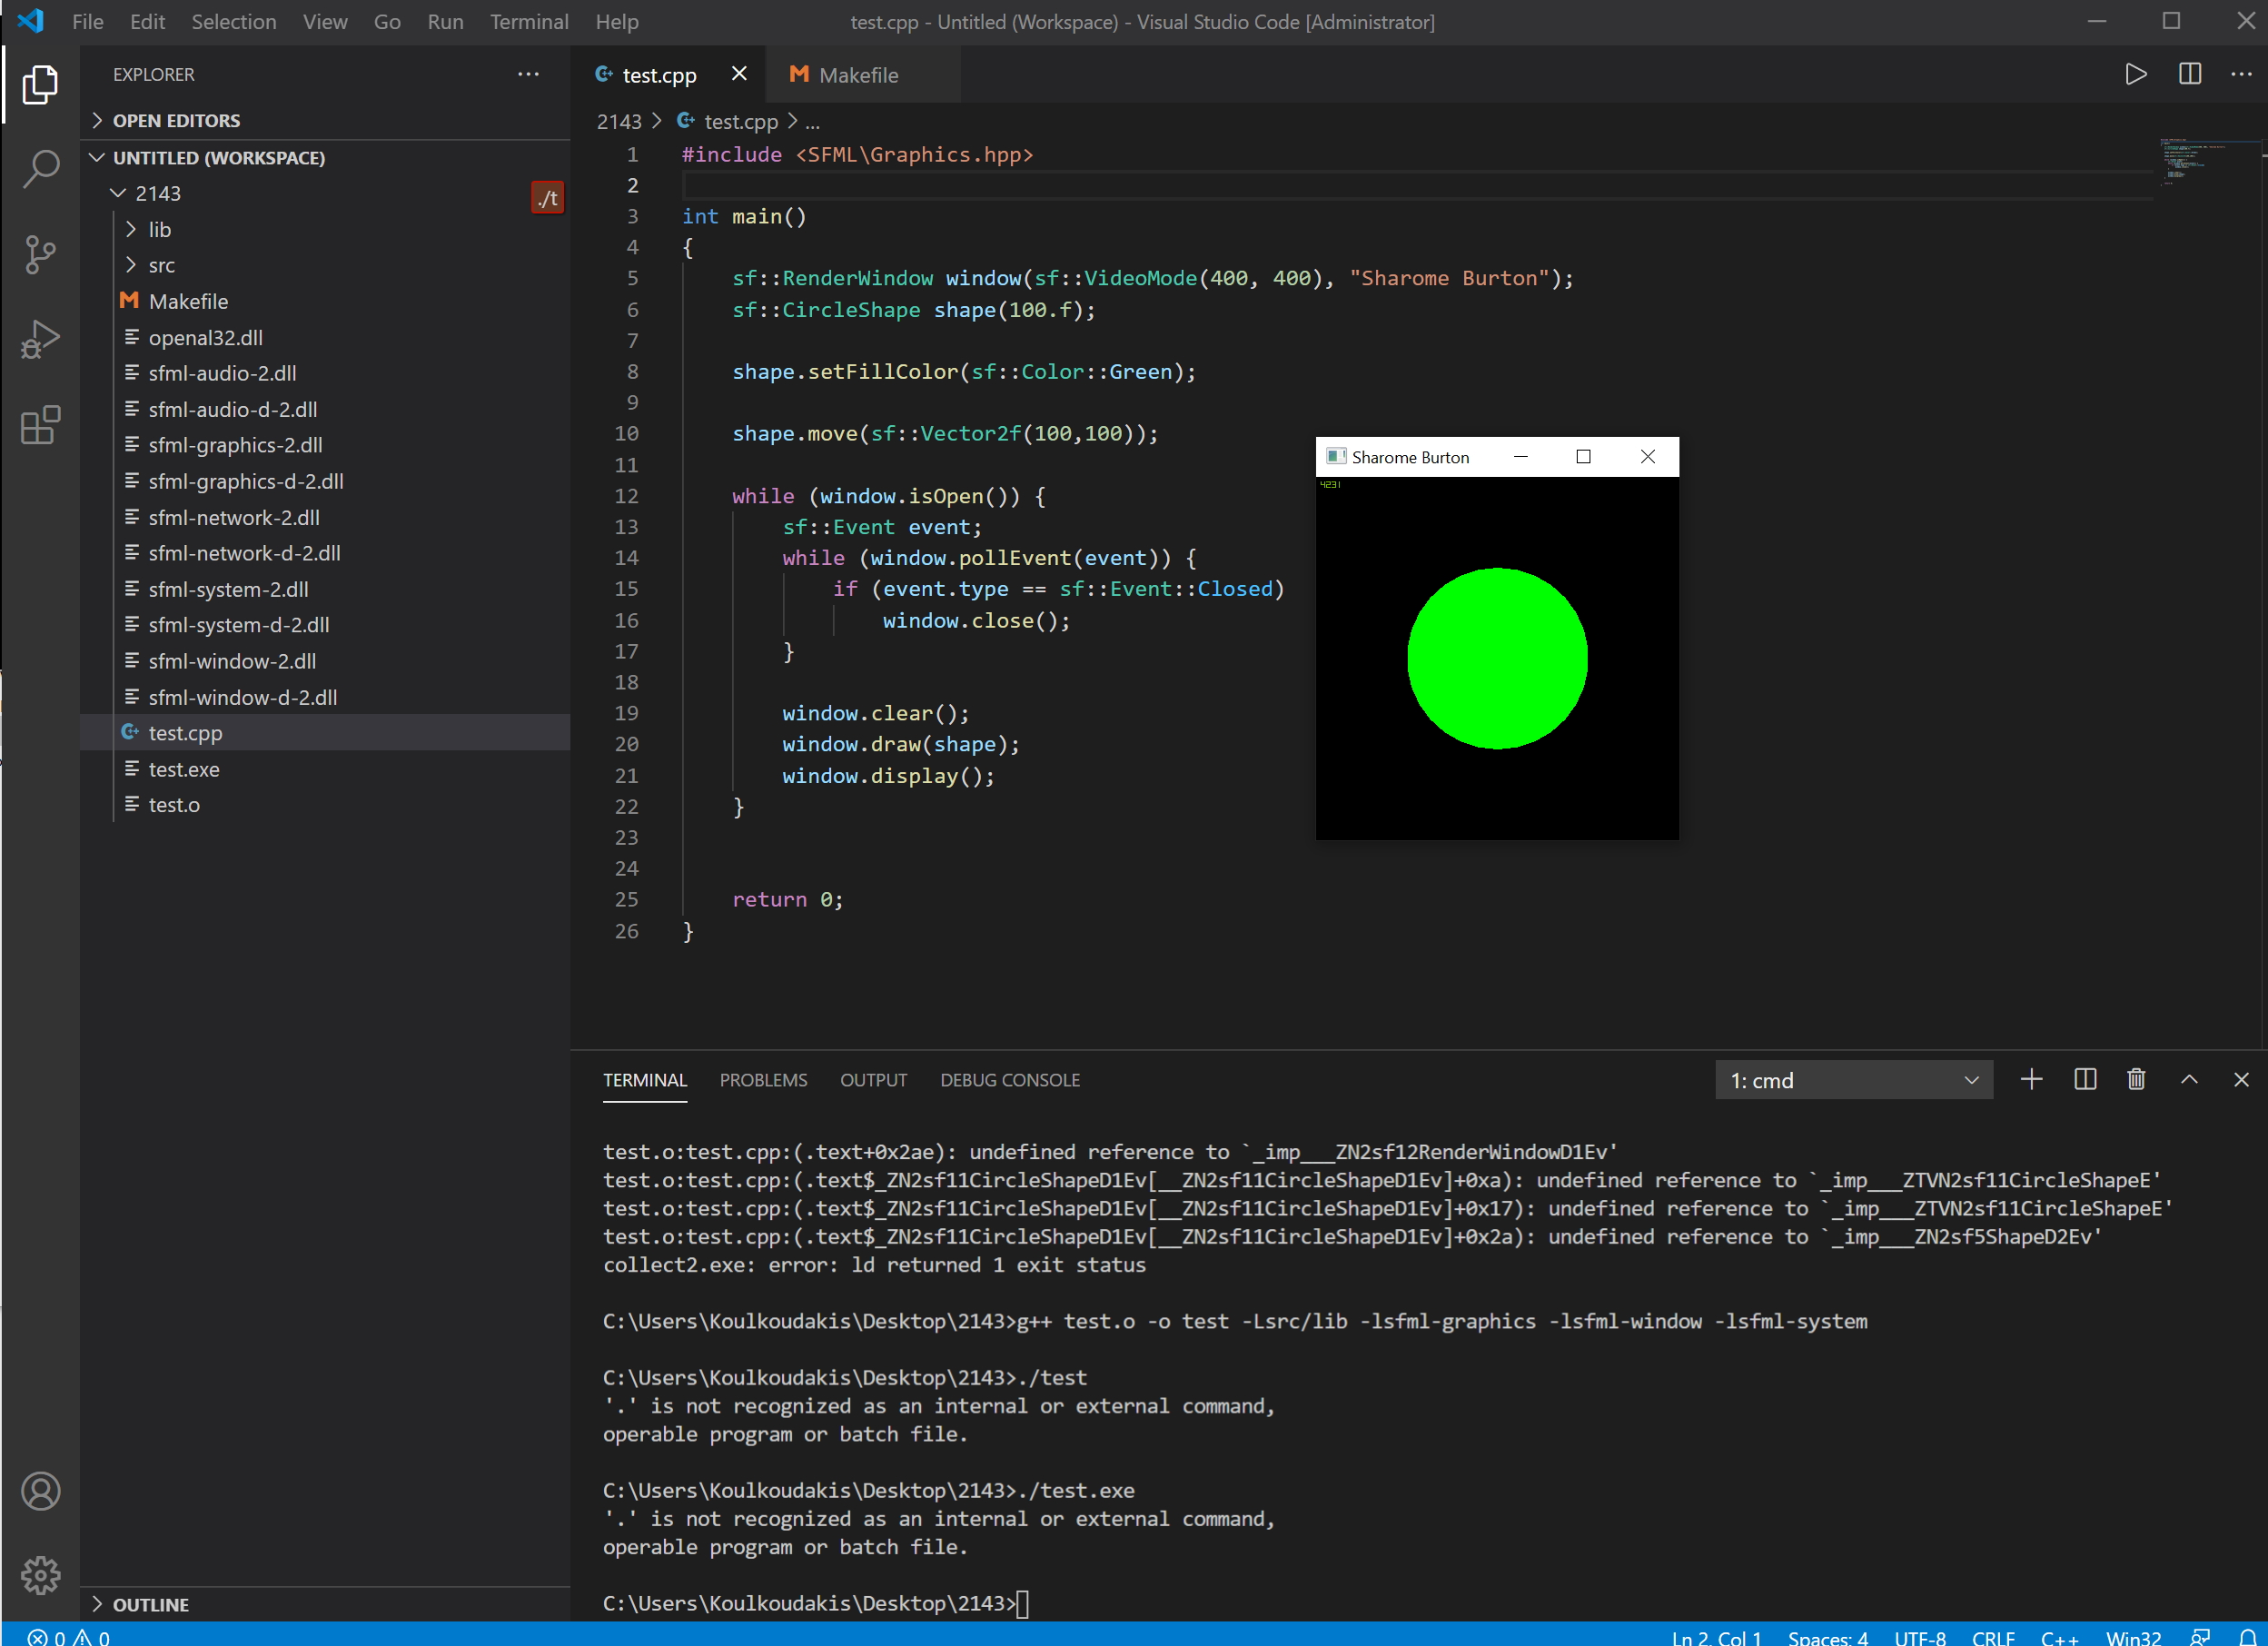 File Edit Selection View Go Run Terminal Help
test.cpp - Untitled (Workspace) - Visual Studio Code [Administrator]
EXPLORER
OPEN EDITORS
UNTITLED (WORKSPACE)
2143
./t
lib
src
Makefile
openal32.dll
sfml-audio-2.dll
sfml-audio-d-2.dll
sfml-graphics-2.dll
sfml-graphics-d-2.dll
sfml-network-2.dll
sfml-network-d-2.dll
sfml-system-2.dll
sfml-system-d-2.dll
sfml-window-2.dll
sfml-window-d-2.dll
test.cpp
test.exe
test.o
OUTLINE
test.cpp
Makefile
2143 > test.cpp > ...
1 #include <SFML\Graphics.hpp>
2
3 int main()
4 {
5 sf::RenderWindow window(sf::VideoMode(400, 400), "Sharome Burton");
6 sf::CircleShape shape(100.f);
7
8 shape.setFillColor(sf::Color::Green);
9
10 shape.move(sf::Vector2f(100,100));
11
12 while (window.isOpen()) {
13 sf::Event event;
14 while (window.pollEvent(event)) {
15 if (event.type == sf::Event::Closed)
16 window.close();
17 }
18
19 window.clear();
20 window.draw(shape);
21 window.display();
22 }
23
24
25 return 0;
26 }
Sharome Burton
4231
TERMINAL PROBLEMS OUTPUT DEBUG CONSOLE
1: cmd
test.o:test.cpp:(.text+0x2ae): undefined reference to `_imp___ZN2sf12RenderWindowD1Ev'
test.o:test.cpp:(.text$_ZN2sf11CircleShapeD1Ev[__ZN2sf11CircleShapeD1Ev]+0xa): undefined reference to `_imp___ZTVN2sf11CircleShapeE'
test.o:test.cpp:(.text$_ZN2sf11CircleShapeD1Ev[__ZN2sf11CircleShapeD1Ev]+0x17): undefined reference to `_imp___ZTVN2sf11CircleShapeE'
test.o:test.cpp:(.text$_ZN2sf11CircleShapeD1Ev[__ZN2sf11CircleShapeD1Ev]+0x2a): undefined reference to `_imp___ZN2sf5ShapeD2Ev'
collect2.exe: error: ld returned 1 exit status
C:\Users\Koulkoudakis\Desktop\2143>g++ test.o -o test -Lsrc/lib -lsfml-graphics -lsfml-window -lsfml-system
C:\Users\Koulkoudakis\Desktop\2143>./test
'.' is not recognized as an internal or external command,
operable program or batch file.
C:\Users\Koulkoudakis\Desktop\2143>./test.exe
'.' is not recognized as an internal or external command,
operable program or batch file.
C:\Users\Koulkoudakis\Desktop\2143>
0 0
Ln 2, Col 1 Spaces: 4 UTF-8 CRLF C++ Win32